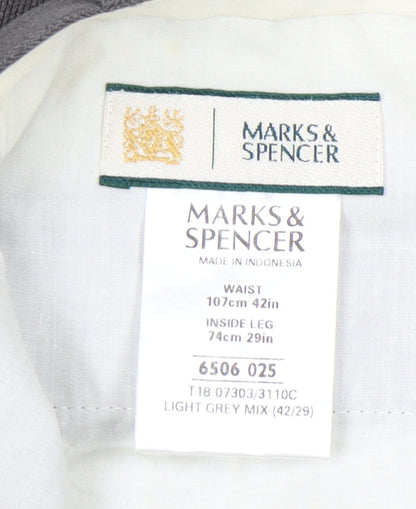 MARKS &
SPENCER
MARKS &
SPENCER
MADE IN INDONESIA
WAIST
107cm 42in
INSIDE LEG
74cm 29in
6506 025
T18 07303/3110C
LIGHT GREY MIX (42/29)